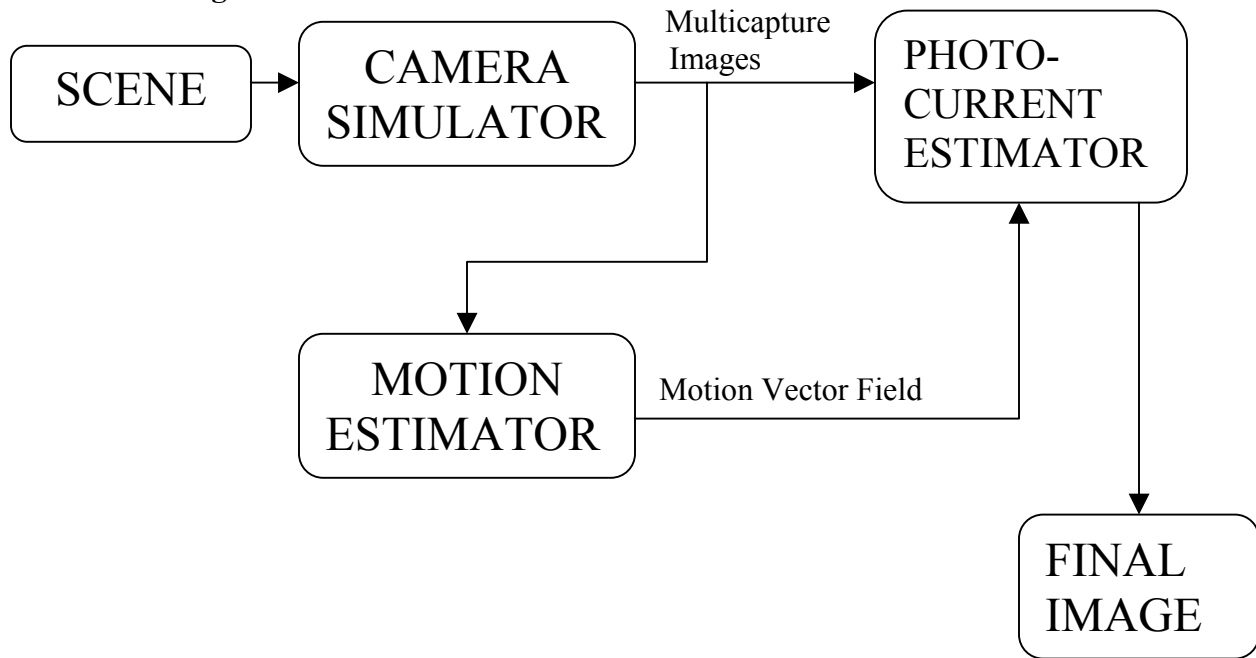 SCENE
CAMERA
SIMULATOR
Multicapture
Images
PHOTO-
CURRENT
ESTIMATOR
MOTION
ESTIMATOR
Motion Vector Field
FINAL
IMAGE